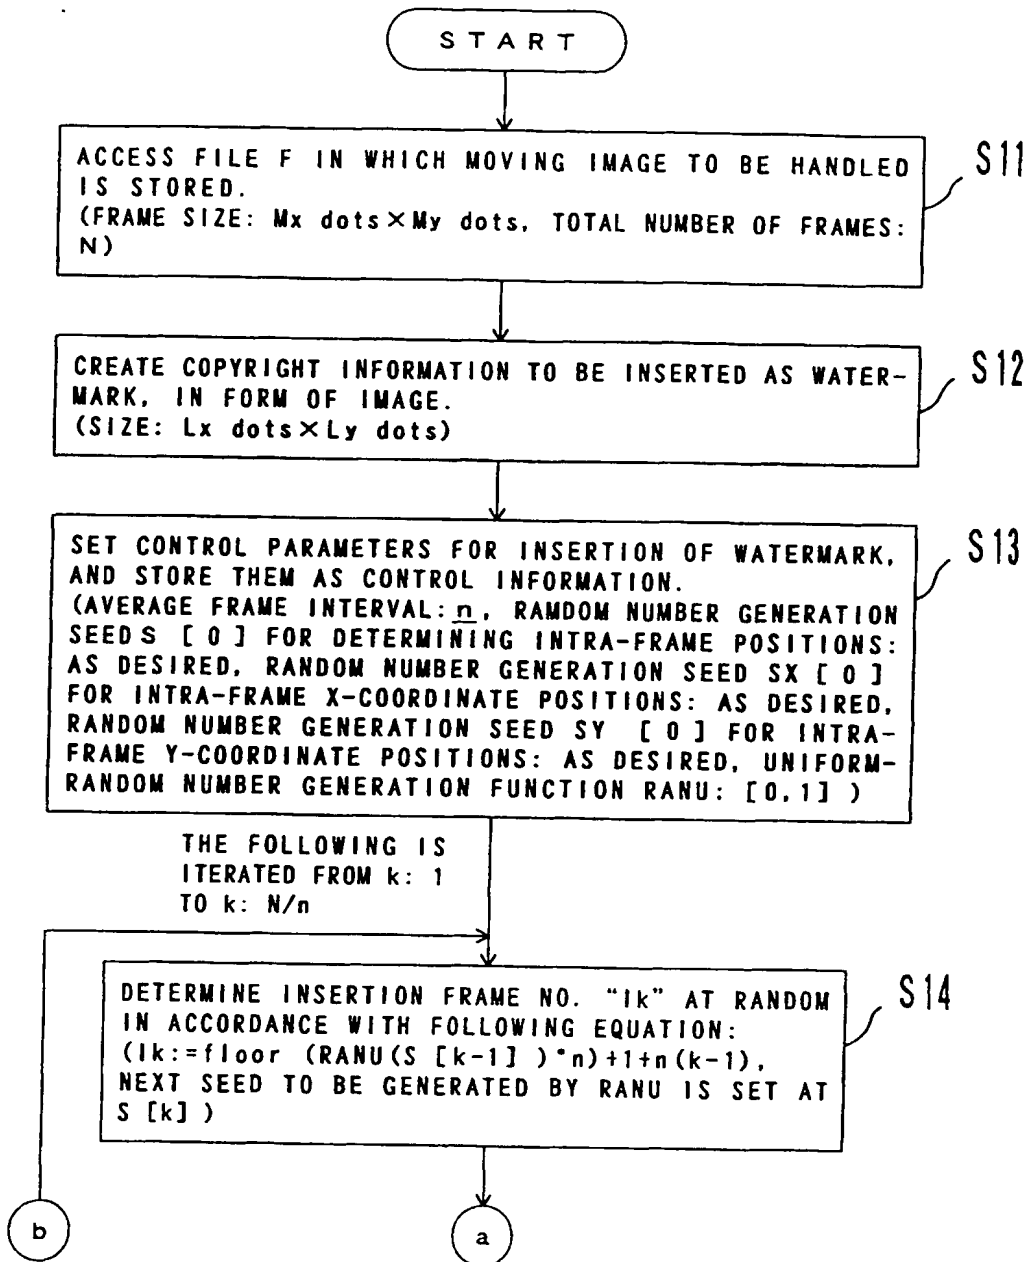 START
S11
ACCESS FILE F IN WHICH MOVING IMAGE TO BE HANDLED
IS STORED.
(FRAME SIZE: Mx dots×My dots, TOTAL NUMBER OF FRAMES:
N)
S12
CREATE COPYRIGHT INFORMATION TO BE INSERTED AS WATER-
MARK, IN FORM OF IMAGE.
(SIZE: Lx dots×Ly dots)
S13
SET CONTROL PARAMETERS FOR INSERTION OF WATERMARK,
AND STORE THEM AS CONTROL INFORMATION.
(AVERAGE FRAME INTERVAL: n, RAMDOM NUMBER GENERATION
SEED S [0] FOR DETERMINING INTRA-FRAME POSITIONS:
AS DESIRED, RANDOM NUMBER GENERATION SEED SX [0]
FOR INTRA-FRAME X-COORDINATE POSITIONS: AS DESIRED,
RANDOM NUMBER GENERATION SEED SY [0] FOR INTRA-
FRAME Y-COORDINATE POSITIONS: AS DESIRED, UNIFORM-
RANDOM NUMBER GENERATION FUNCTION RANU: [0,1] )
THE FOLLOWING IS
ITERATED FROM k: 1
TO k: N/n
S14
DETERMINE INSERTION FRAME NO. "Ik" AT RANDOM
IN ACCORDANCE WITH FOLLOWING EQUATION:
(Ik:=floor (RANU(S [k-1] )*n)+1+n(k-1),
NEXT SEED TO BE GENERATED BY RANU IS SET AT
S [k] )
b
a